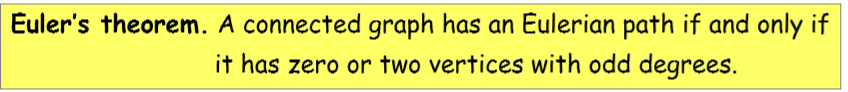 Euler's theorem. A connected graph has an Eulerian path if and only if
it has zero or two vertices with odd degrees.